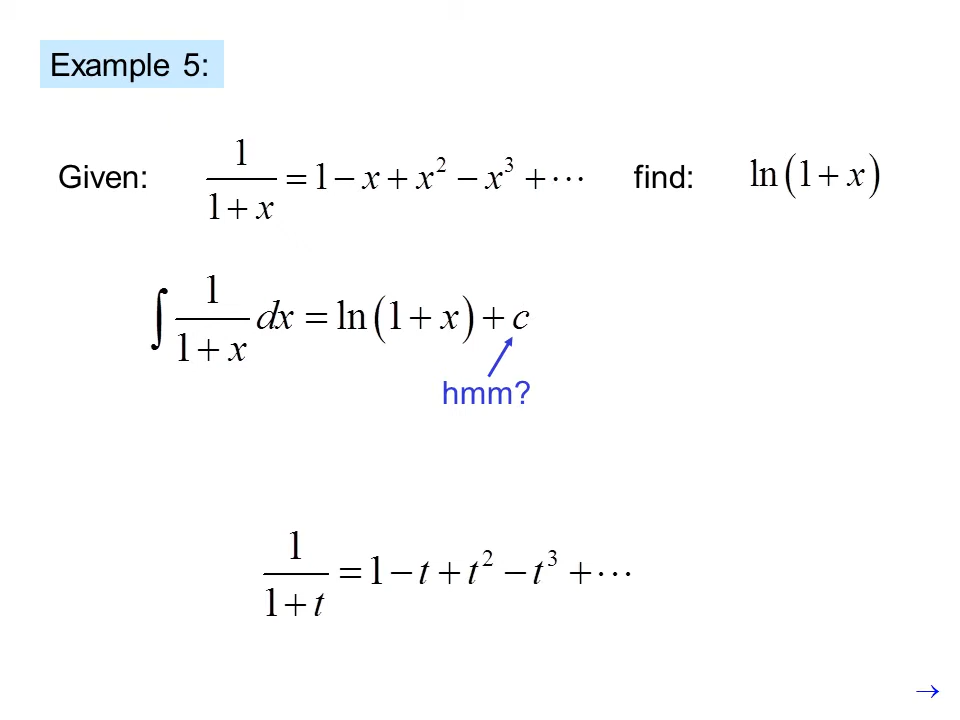 Example 5:
Given: 1/(1 + x) = 1 − x + x² − x³ + ⋯ find: ln(1 + x)
∫ 1/(1 + x) dx = ln(1 + x) + c
hmm?
1/(1 + t) = 1 − t + t² − t³ + ⋯
→